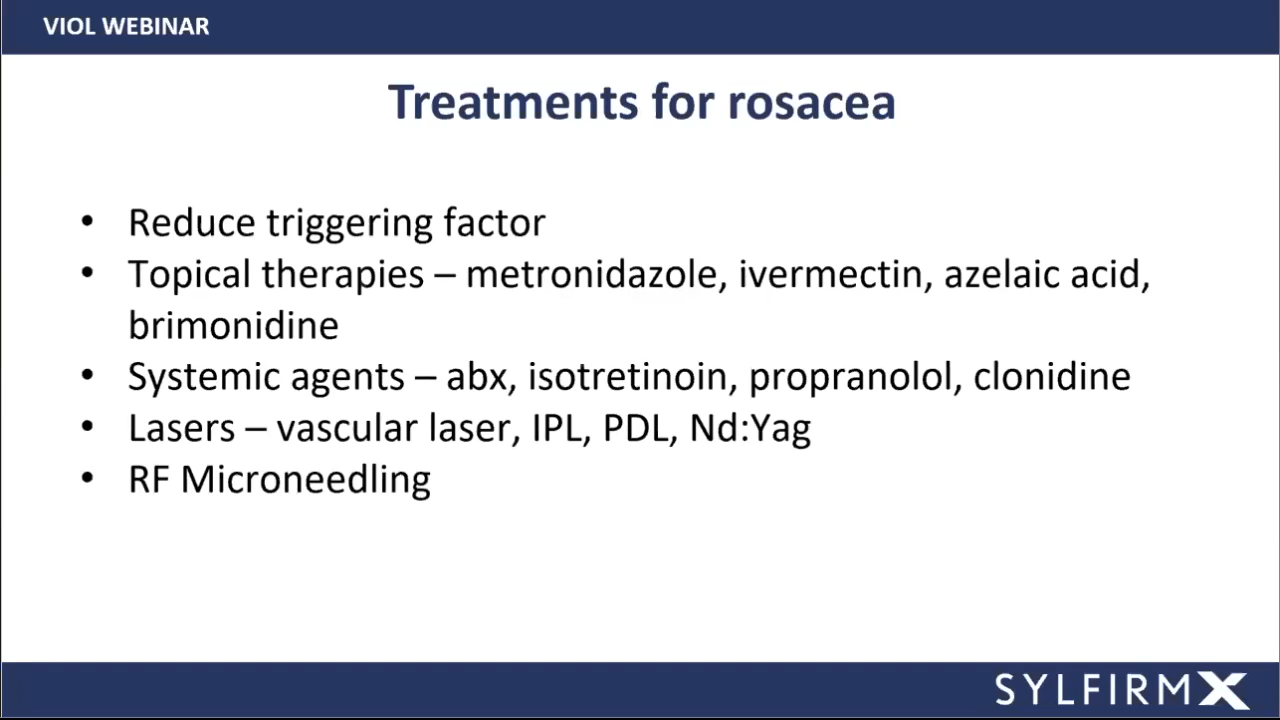 VIOL WEBINAR
Treatments for rosacea
• Reduce triggering factor
• Topical therapies – metronidazole, ivermectin, azelaic acid,
brimonidine
• Systemic agents – abx, isotretinoin, propranolol, clonidine
• Lasers – vascular laser, IPL, PDL, Nd:Yag
• RF Microneedling
SYLFIRM X